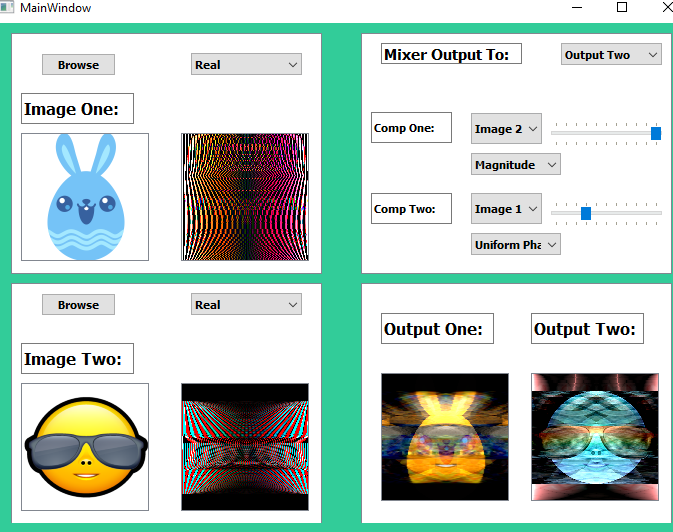 MainWindow
Browse
Real
Image One:
Mixer Output To:
Output Two
Comp One:
Image 2
Magnitude
Comp Two:
Image 1
Uniform Pha
Browse
Real
Image Two:
Output One:
Output Two: